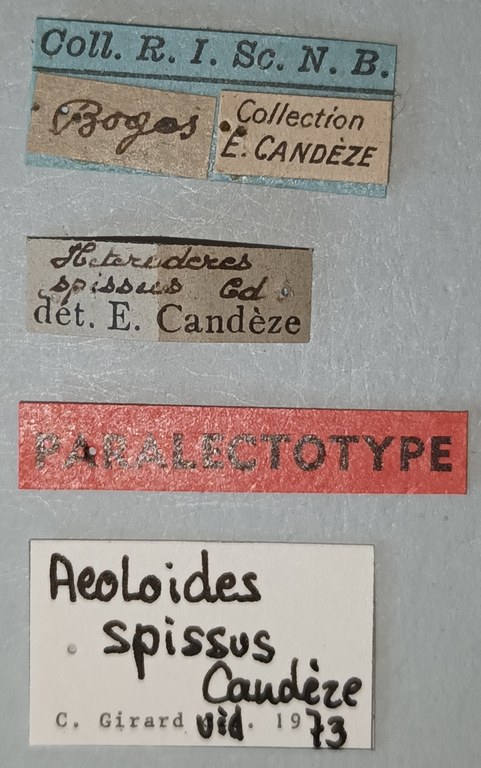 Coll. R. I. Sc. N. B.
Bogos
Collection
E. CANDÈZE
Heteroderes
spissus Cd
dét. E. Candèze
PARALECTOTYPE
Aeoloides
spissus
Candèze
C. Girard vid. 1973